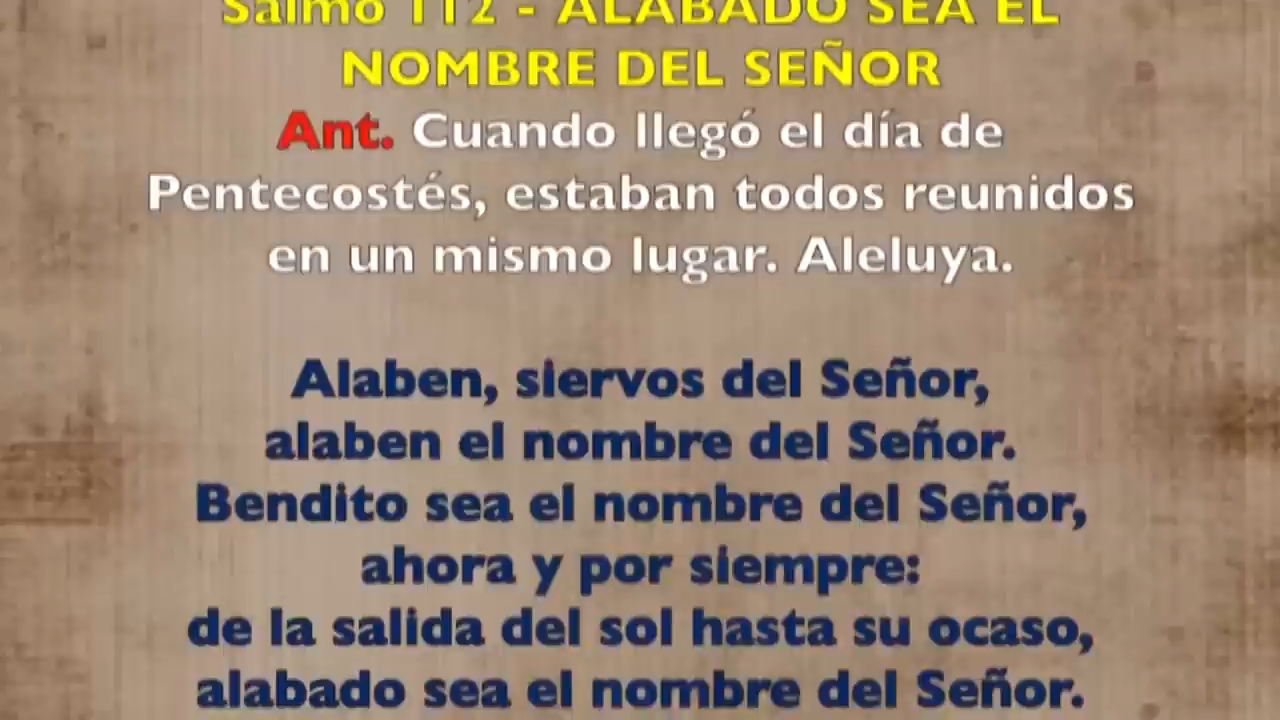 Salmo 112 - ALABADO SEA EL
NOMBRE DEL SEÑOR
Ant. Cuando llegó el día de
Pentecostés, estaban todos reunidos
en un mismo lugar. Aleluya.
Alaben, siervos del Señor,
alaben el nombre del Señor.
Bendito sea el nombre del Señor,
ahora y por siempre:
de la salida del sol hasta su ocaso,
alabado sea el nombre del Señor.